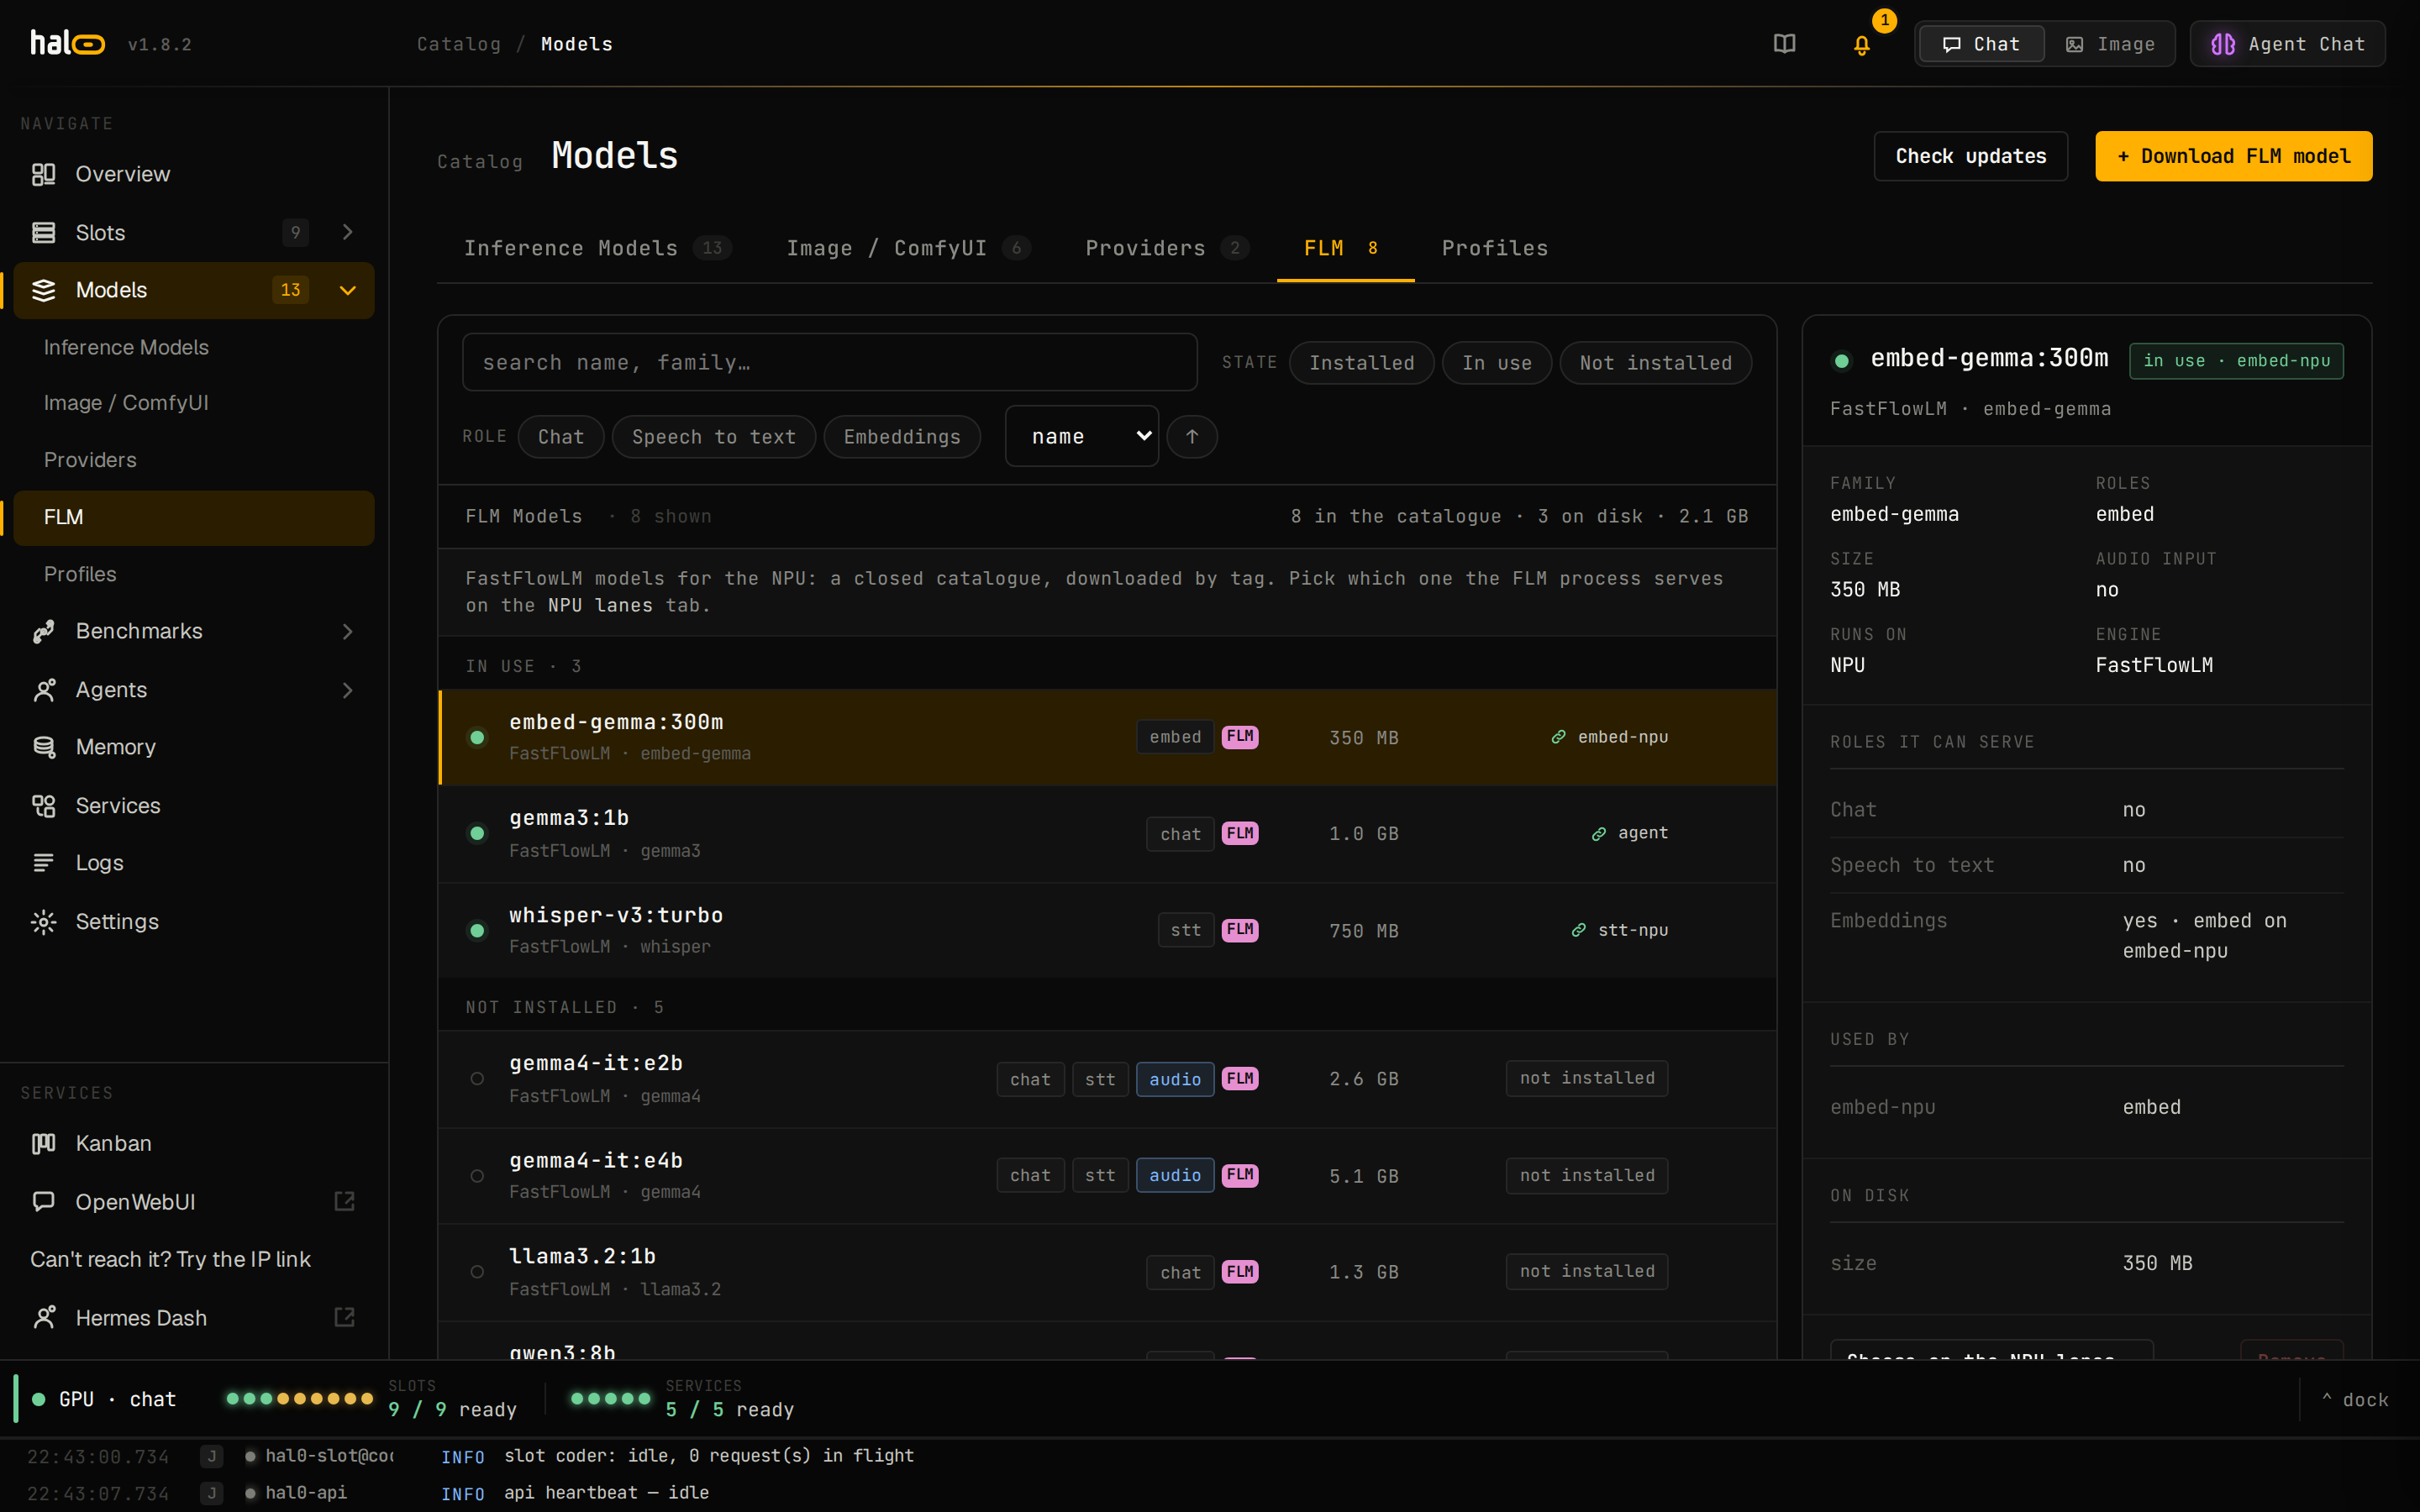 halo v1.8.2
Catalog / Models
1
Chat
Image
Agent Chat
NAVIGATE
Overview
Slots 9
Models 13
Inference Models
Image / ComfyUI
Providers
FLM
Profiles
Benchmarks
Agents
Memory
Services
Logs
Settings
SERVICES
Kanban
OpenWebUI
Can't reach it? Try the IP link
Hermes Dash
Catalog Models
Check updates
+ Download FLM model
Inference Models 13
Image / ComfyUI 6
Providers 2
FLM 8
Profiles
search name, family…
STATE Installed In use Not installed
ROLE Chat Speech to text Embeddings name ↑
FLM Models · 8 shown
8 in the catalogue · 3 on disk · 2.1 GB
FastFlowLM models for the NPU: a closed catalogue, downloaded by tag. Pick which one the FLM process serves
on the NPU lanes tab.
IN USE · 3
embed-gemma:300m
FastFlowLM · embed-gemma
embed FLM 350 MB embed-npu
gemma3:1b
FastFlowLM · gemma3
chat FLM 1.0 GB agent
whisper-v3:turbo
FastFlowLM · whisper
stt FLM 750 MB stt-npu
NOT INSTALLED · 5
gemma4-it:e2b
FastFlowLM · gemma4
chat stt audio FLM 2.6 GB not installed
gemma4-it:e4b
FastFlowLM · gemma4
chat stt audio FLM 5.1 GB not installed
llama3.2:1b
FastFlowLM · llama3.2
chat FLM 1.3 GB not installed
qwen3:8b
embed-gemma:300m
in use · embed-npu
FastFlowLM · embed-gemma
FAMILY ROLES
embed-gemma embed
SIZE AUDIO INPUT
350 MB no
RUNS ON ENGINE
NPU FastFlowLM
ROLES IT CAN SERVE
Chat no
Speech to text no
Embeddings yes · embed on
embed-npu
USED BY
embed-npu embed
ON DISK
size 350 MB
Choose on the NPU lanes
Remove
GPU · chat
SLOTS
9 / 9 ready
SERVICES
5 / 5 ready
^ dock
22:43:00.734 J hal0-slot@coc INFO slot coder: idle, 0 request(s) in flight
22:43:07.734 J hal0-api INFO api heartbeat — idle